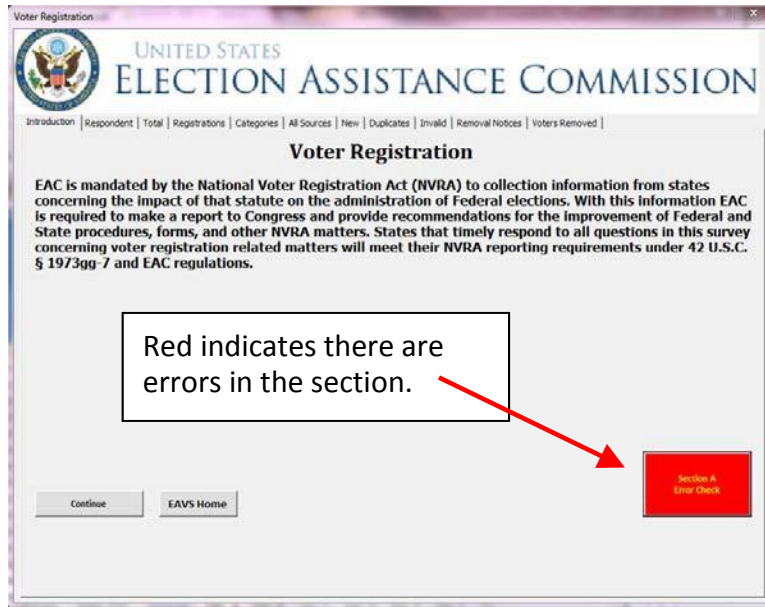 Voter Registration
x
UNITED STATES
ELECTION ASSISTANCE COMMISSION
Introduction | Respondent | Total | Registrations | Categories | All Sources | New | Duplicates | Invalid | Removal Notices | Voters Removed |
Voter Registration
EAC is mandated by the National Voter Registration Act (NVRA) to collection information from states
concerning the impact of that statute on the administration of Federal elections. With this information EAC
is required to make a report to Congress and provide recommendations for the improvement of Federal and
State procedures, forms, and other NVRA matters. States that timely respond to all questions in this survey
concerning voter registration related matters will meet their NVRA reporting requirements under 42 U.S.C.
§ 1973gg-7 and EAC regulations.
Red indicates there are
errors in the section.
Section A
Error Check
Continue
EAVS Home